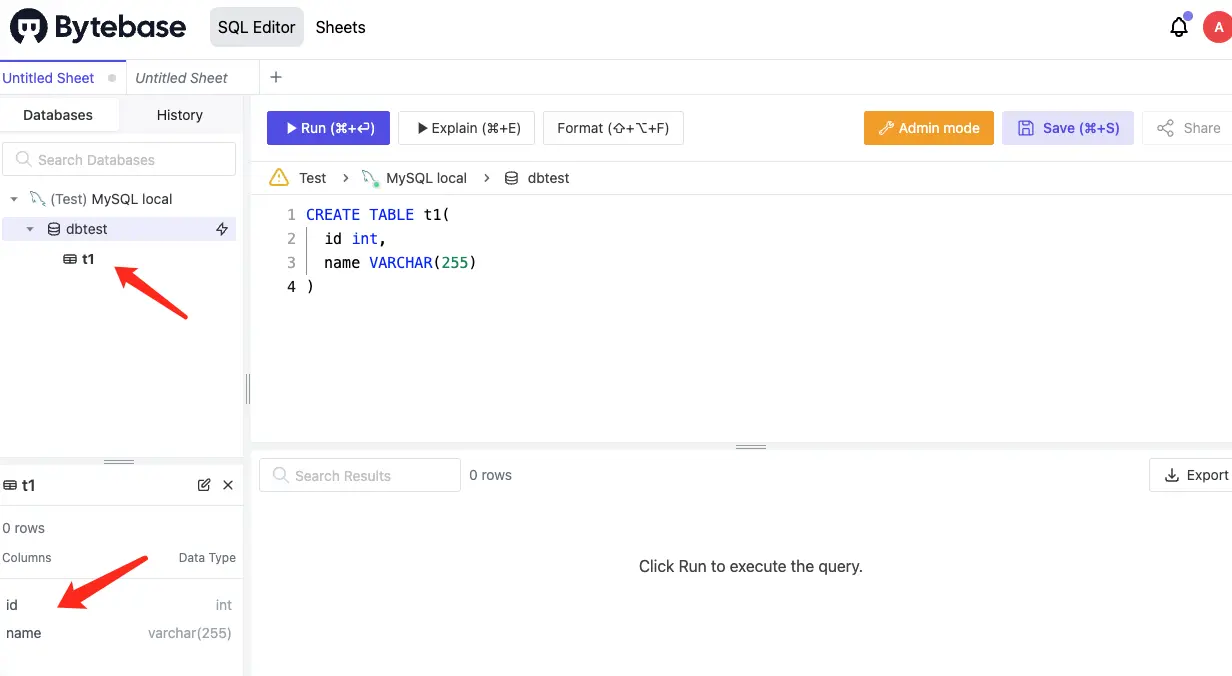 Bytebase SQL Editor Sheets A
Untitled Sheet Untitled Sheet +
Databases History
Run (⌘+↵) Explain (⌘+E) Format (⇧+⌥+F) Admin mode Save (⌘+S) Share
Search Databases
Test > MySQL local > dbtest
(Test) MySQL local
dbtest
t1
1 CREATE TABLE t1(
2 id int,
3 name VARCHAR(255)
4 )
t1
0 rows
Columns Data Type
id int
name varchar(255)
Search Results 0 rows Export
Click Run to execute the query.